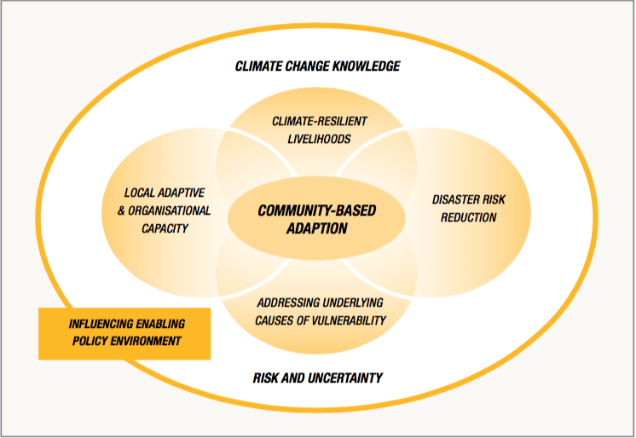 CLIMATE CHANGE KNOWLEDGE
CLIMATE-RESILIENT
LIVELIHOODS
LOCAL ADAPTIVE
& ORGANISATIONAL
CAPACITY
COMMUNITY-BASED
ADAPTION
DISASTER RISK
REDUCTION
ADDRESSING UNDERLYING
CAUSES OF VULNERABILITY
INFLUENCING ENABLING
POLICY ENVIRONMENT
RISK AND UNCERTAINTY